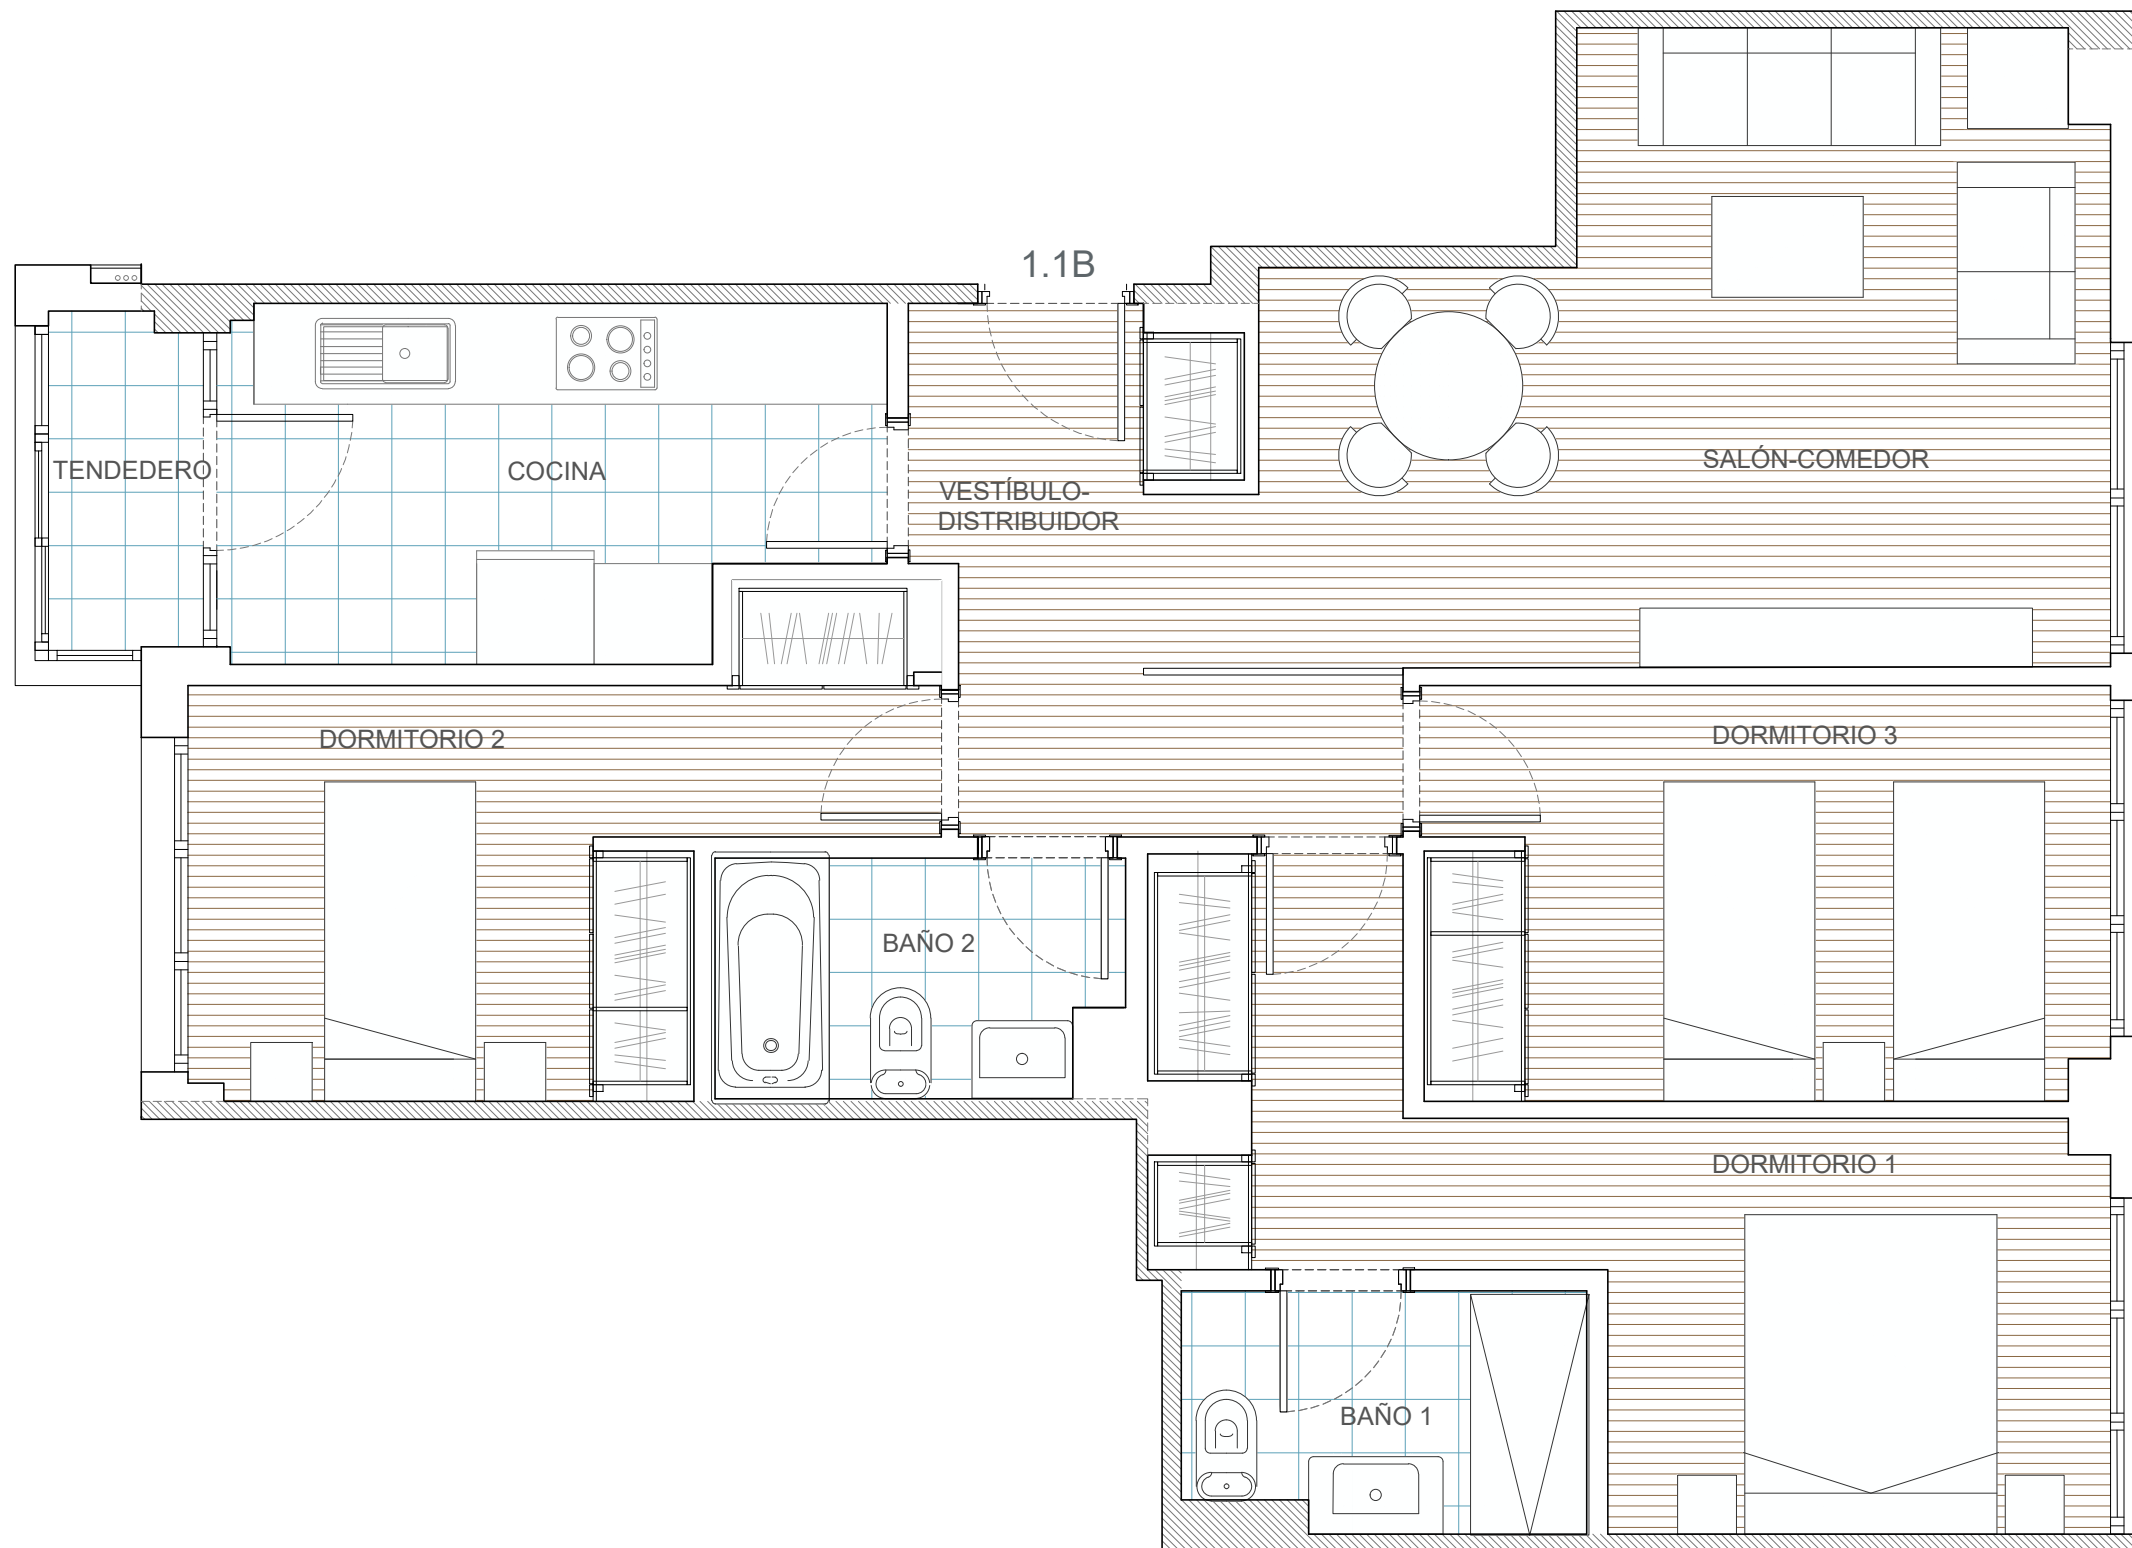 1.1B
TENDEDERO
COCINA
VESTÍBULO-
DISTRIBUIDOR
SALÓN-COMEDOR
DORMITORIO 2
DORMITORIO 3
BAÑO 2
DORMITORIO 1
BAÑO 1